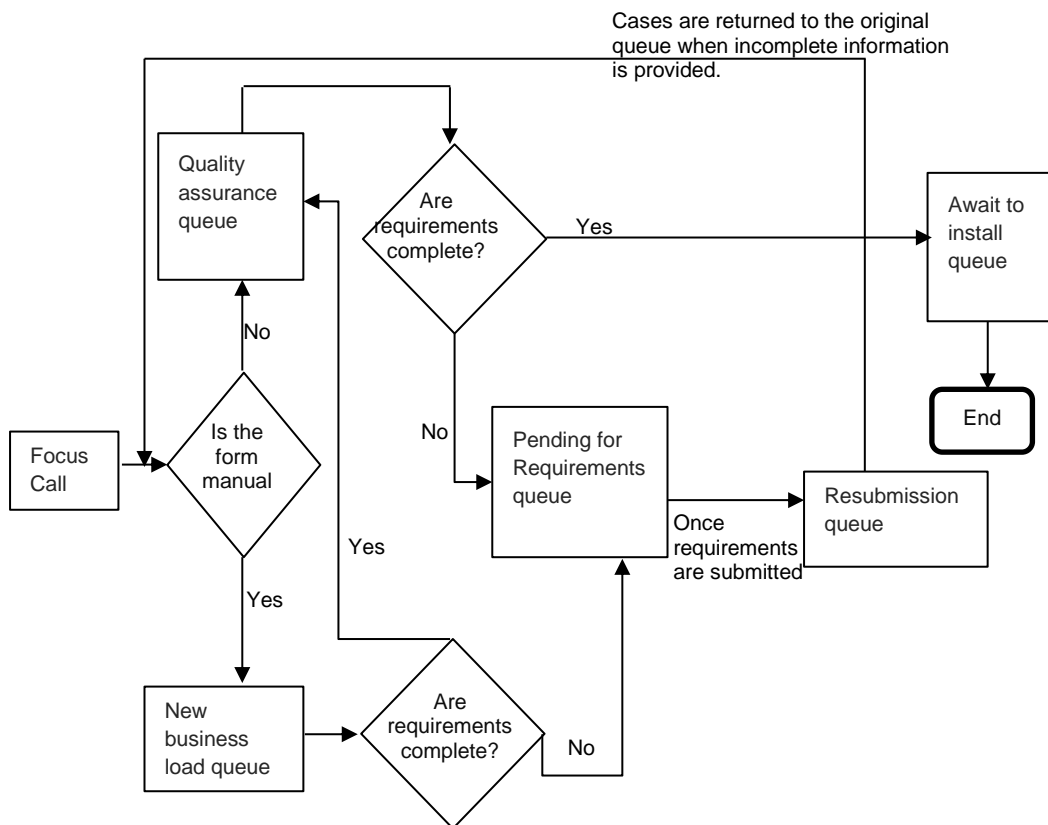 Cases are returned to the original
queue when incomplete information
is provided.
Quality
assurance
queue
Are
requirements
complete?
Yes
Await to
install
queue
No
Focus
Call
Is the
form
manual
No
Pending for
Requirements
queue
End
Resubmission
queue
Once
requirements
are submitted
Yes
Yes
New
business
load queue
Are
requirements
complete?
No